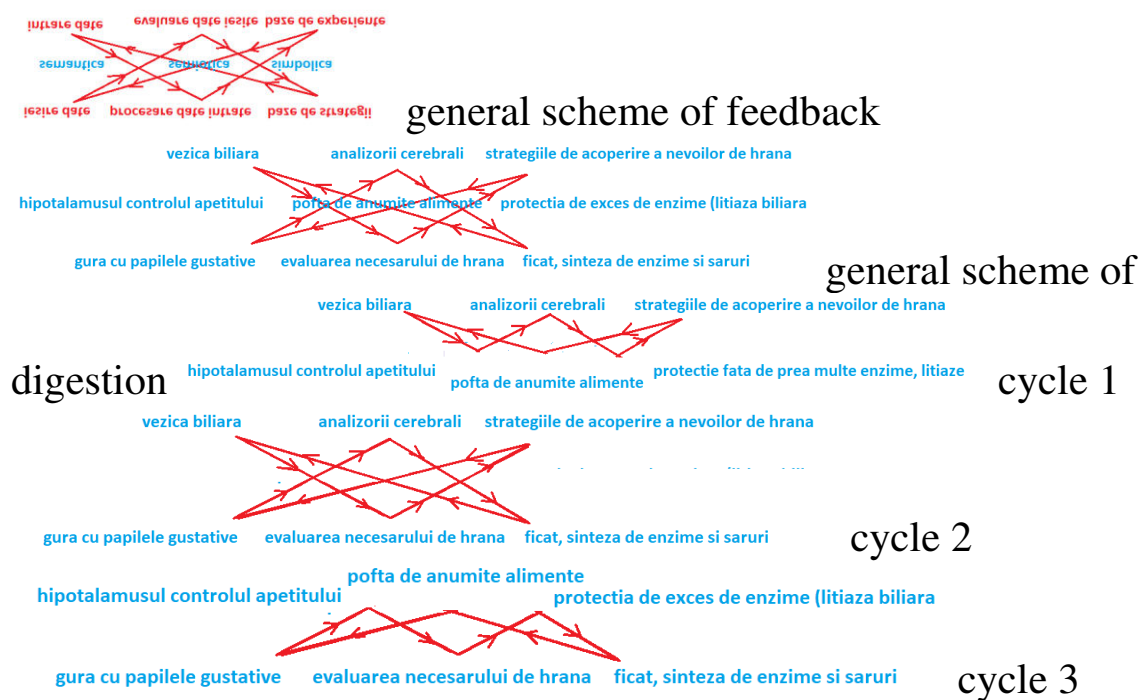 intrare date evaluare date iesite baze de experiente
semantica semiotica simbolica
iesire date procesare date intrate baze de strategii
general scheme of feedback
vezica biliara analizorii cerebrali strategiile de acoperire a nevoilor de hrana
hipotalamusul controlul apetitului pofta de anumite alimente protectia de exces de enzime (litiaza biliara
gura cu papilele gustative evaluarea necesarului de hrana ficat, sinteza de enzime si saruri
general scheme of
vezica biliara analizorii cerebrali strategiile de acoperire a nevoilor de hrana
digestion hipotalamusul controlul apetitului pofta de anumite alimente protectie fata de prea multe enzime, litiaze cycle 1
vezica biliara analizorii cerebrali strategiile de acoperire a nevoilor de hrana
gura cu papilele gustative evaluarea necesarului de hrana ficat, sinteza de enzime si saruri cycle 2
pofta de anumite alimente
hipotalamusul controlul apetitului protectia de exces de enzime (litiaza biliara
gura cu papilele gustative evaluarea necesarului de hrana ficat, sinteza de enzime si saruri cycle 3